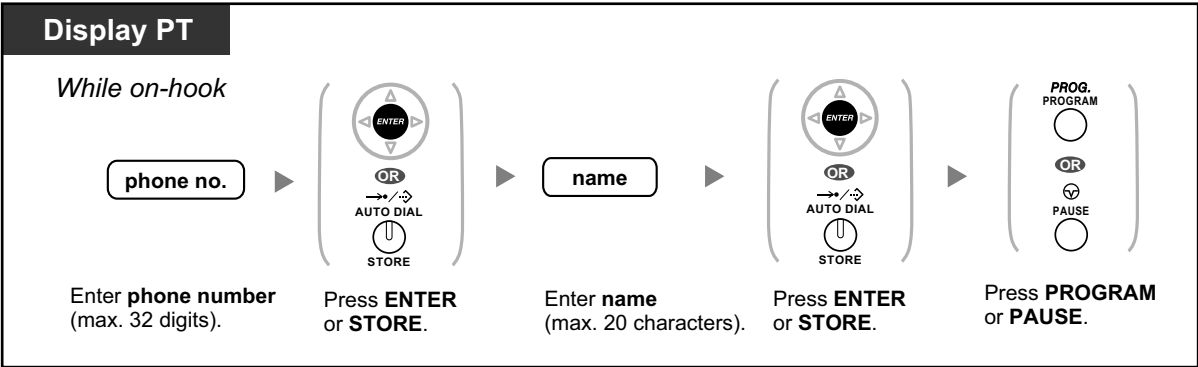 Display PT
While on-hook
phone no.
ENTER
OR
AUTO DIAL
STORE
name
ENTER
OR
AUTO DIAL
STORE
PROG.
PROGRAM
OR
PAUSE
Enter phone number
(max. 32 digits).
Press ENTER
or STORE.
Enter name
(max. 20 characters).
Press ENTER
or STORE.
Press PROGRAM
or PAUSE.